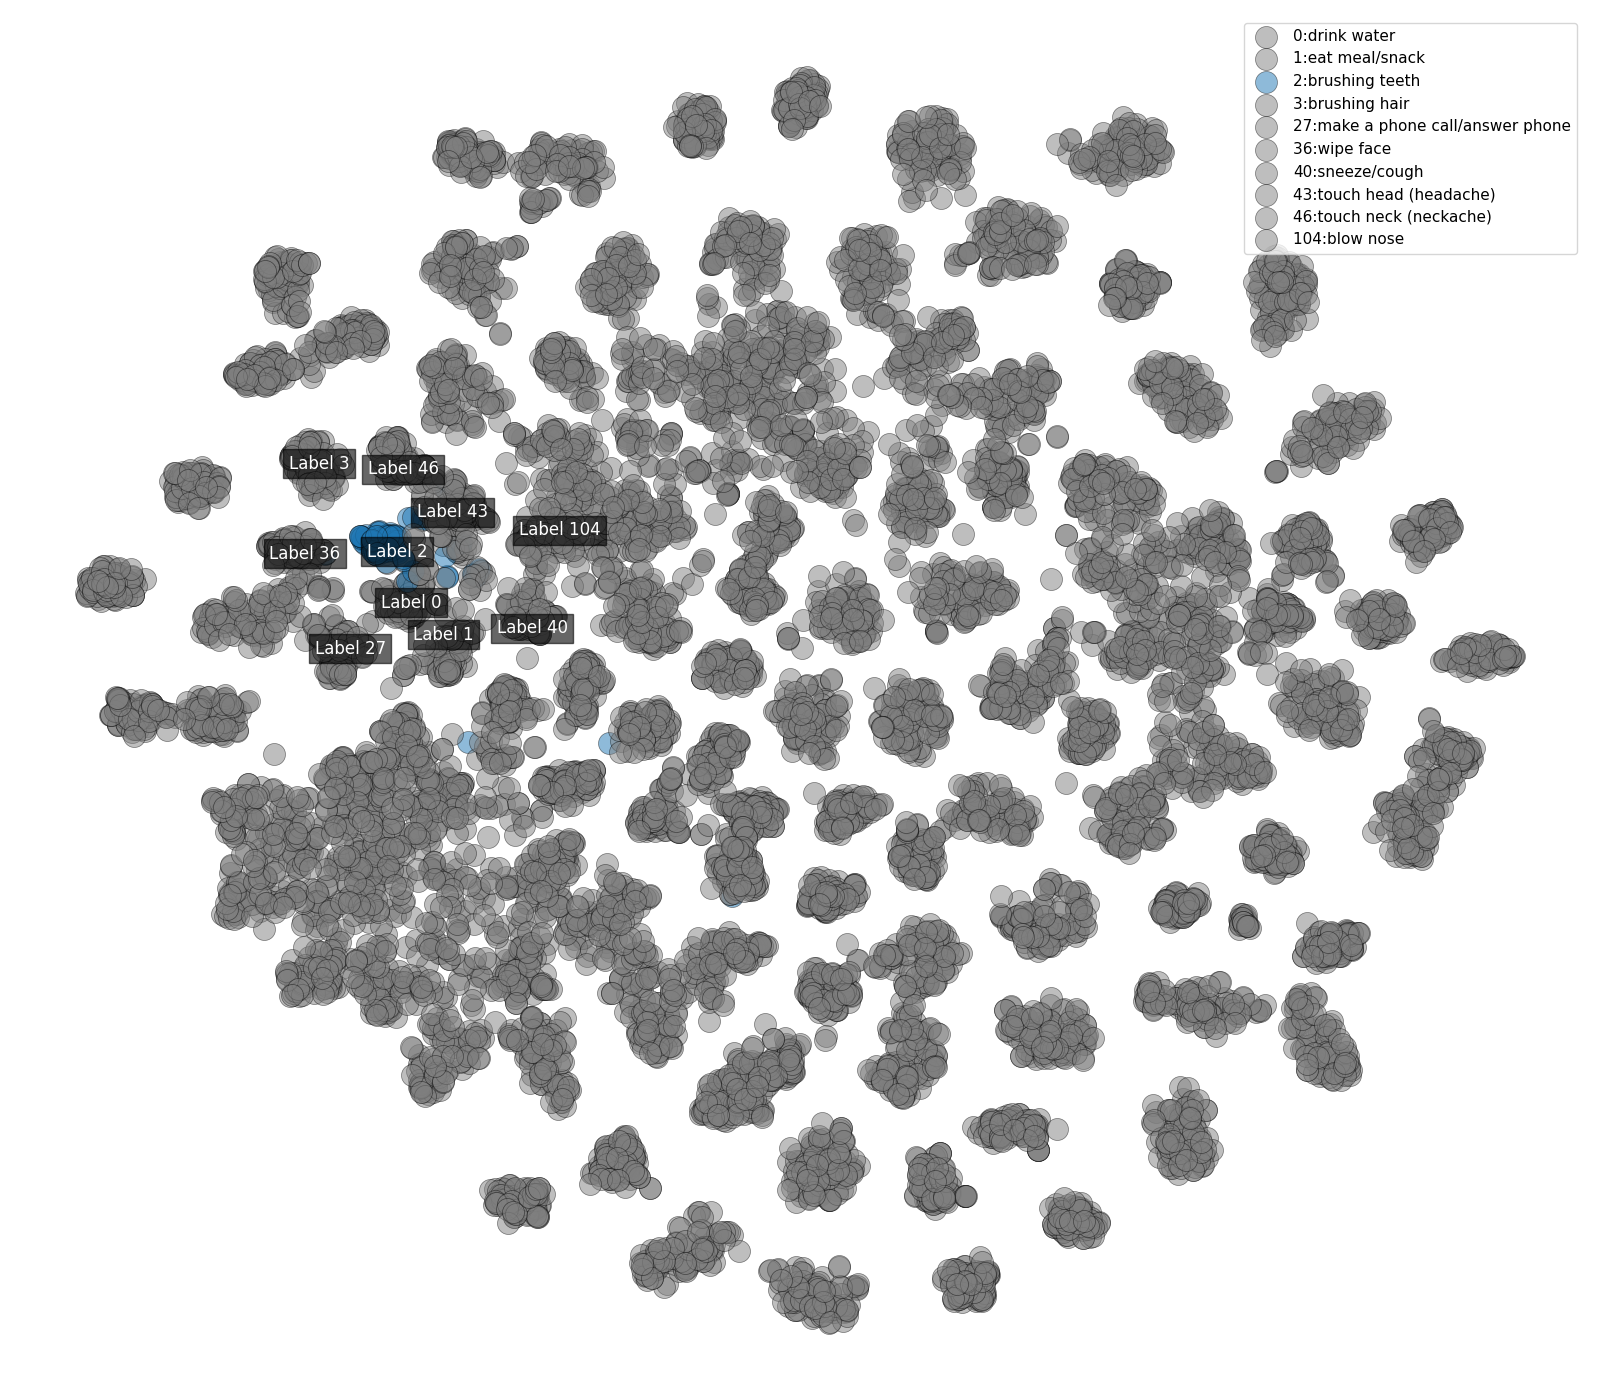 0:drink water
1:eat meal/snack
2:brushing teeth
3:brushing hair
27:make a phone call/answer phone
36:wipe face
40:sneeze/cough
43:touch head (headache)
46:touch neck (neckache)
104:blow nose
Label 3
Label 46
Label 43
Label 104
Label 36
Label 2
Label 0
Label 1
Label 40
Label 27